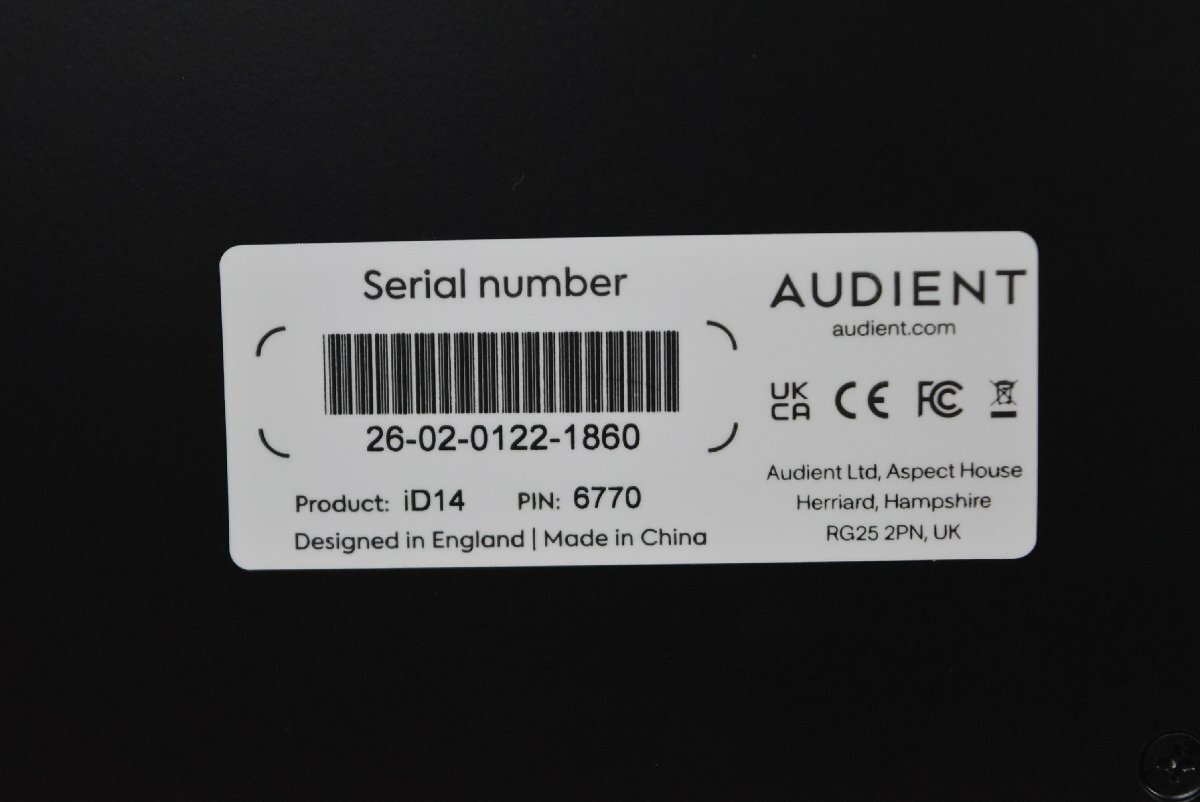 Serial number
26-02-0122-1860
Product: iD14 PIN: 6770
Designed in England | Made in China
AUDIENT
audient.com
UK
CA CE FC
Audient Ltd, Aspect House
Herriard, Hampshire
RG25 2PN, UK